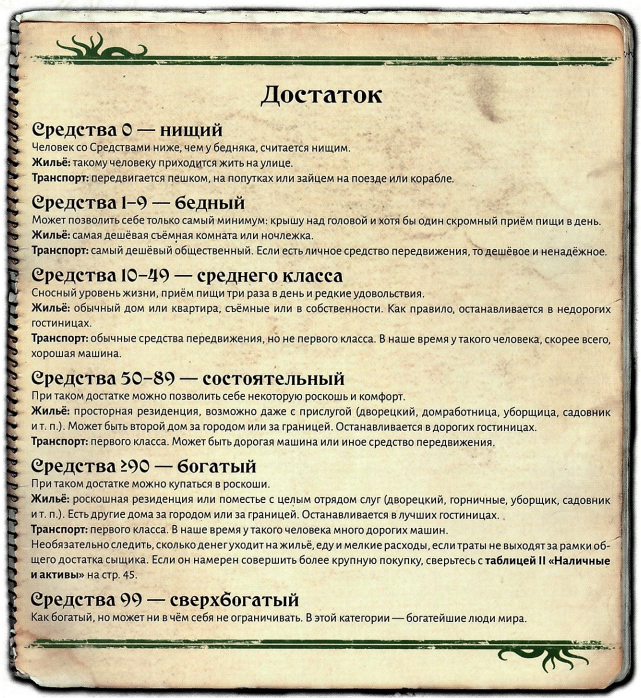 Достаток
Средства 0 — нищий
Человек со Средствами ниже, чем у бедняка, считается нищим.
Жильё: такому человеку приходится жить на улице.
Транспорт: передвигается пешком, на попутках или зайцем на поезде или корабле.
Средства 1–9 — бедный
Может позволить себе только самый минимум: крышу над головой и хотя бы один скромный приём пищи в день.
Жильё: самая дешёвая съёмная комната или ночлежка.
Транспорт: самый дешёвый общественный. Если есть личное средство передвижения, то дешёвое и ненадёжное.
Средства 10–49 — среднего класса
Сносный уровень жизни, приём пищи три раза в день и редкие удовольствия.
Жильё: обычный дом или квартира, съёмные или в собственности. Как правило, останавливается в недорогих
гостиницах.
Транспорт: обычные средства передвижения, но не первого класса. В наше время у такого человека, скорее всего,
хорошая машина.
Средства 50–89 — состоятельный
При таком достатке можно позволить себе некоторую роскошь и комфорт.
Жильё: просторная резиденция, возможно даже с прислугой (дворецкий, домработница, уборщица, садовник
и т. п.). Может быть второй дом за городом или за границей. Останавливается в дорогих гостиницах.
Транспорт: первого класса. Может быть дорогая машина или иное средство передвижения.
Средства ≥90 — богатый
При таком достатке можно купаться в роскоши.
Жильё: роскошная резиденция или поместье с целым отрядом слуг (дворецкий, горничные, уборщик, садовник
и т. п.). Есть другие дома за городом или за границей. Останавливается в лучших гостиницах.
Транспорт: первого класса. В наше время у такого человека много дорогих машин.
Необязательно следить, сколько денег уходит на жильё, еду и мелкие расходы, если траты не выходят за рамки об-
щего достатка сыщика. Если он намерен совершить более крупную покупку, сверьтесь с таблицей II «Наличные
и активы» на стр. 45.
Средства 99 — сверхбогатый
Как богатый, но может ни в чём себе не ограничивать. В этой категории — богатейшие люди мира.